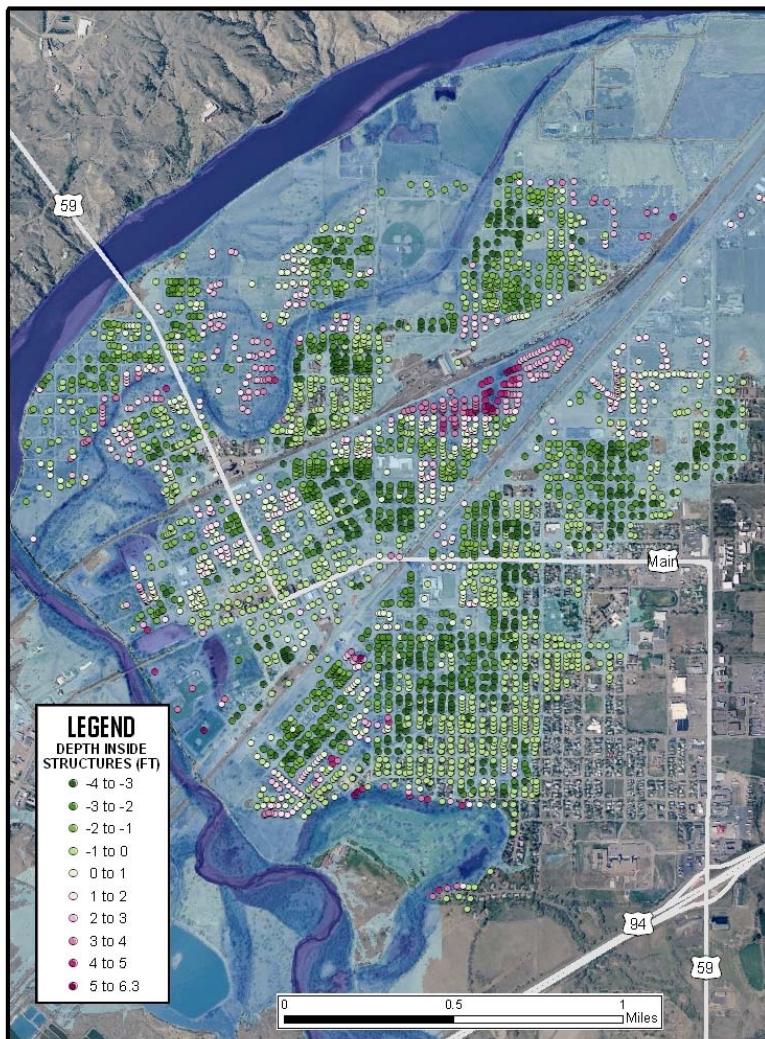 59
Main
LEGEND
DEPTH INSIDE
STRUCTURES (FT)
-4 to -3
-3 to -2
-2 to -1
-1 to 0
0 to 1
1 to 2
2 to 3
3 to 4
4 to 5
5 to 6.3
94
59
0 0.5 1
Miles